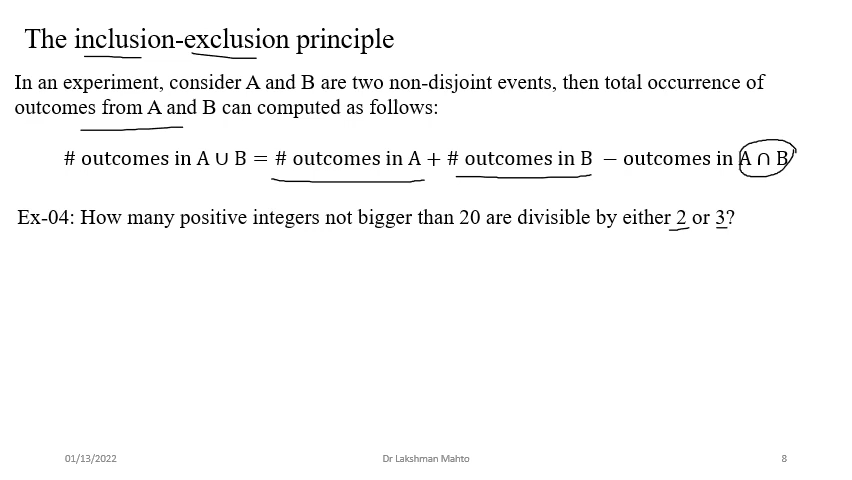 The inclusion-exclusion principle
In an experiment, consider A and B are two non-disjoint events, then total occurrence of
outcomes from A and B can computed as follows:
# outcomes in A ∪ B = # outcomes in A + # outcomes in B − outcomes in A ∩ B
Ex-04: How many positive integers not bigger than 20 are divisible by either 2 or 3?
01/13/2022 Dr Lakshman Mahto 8